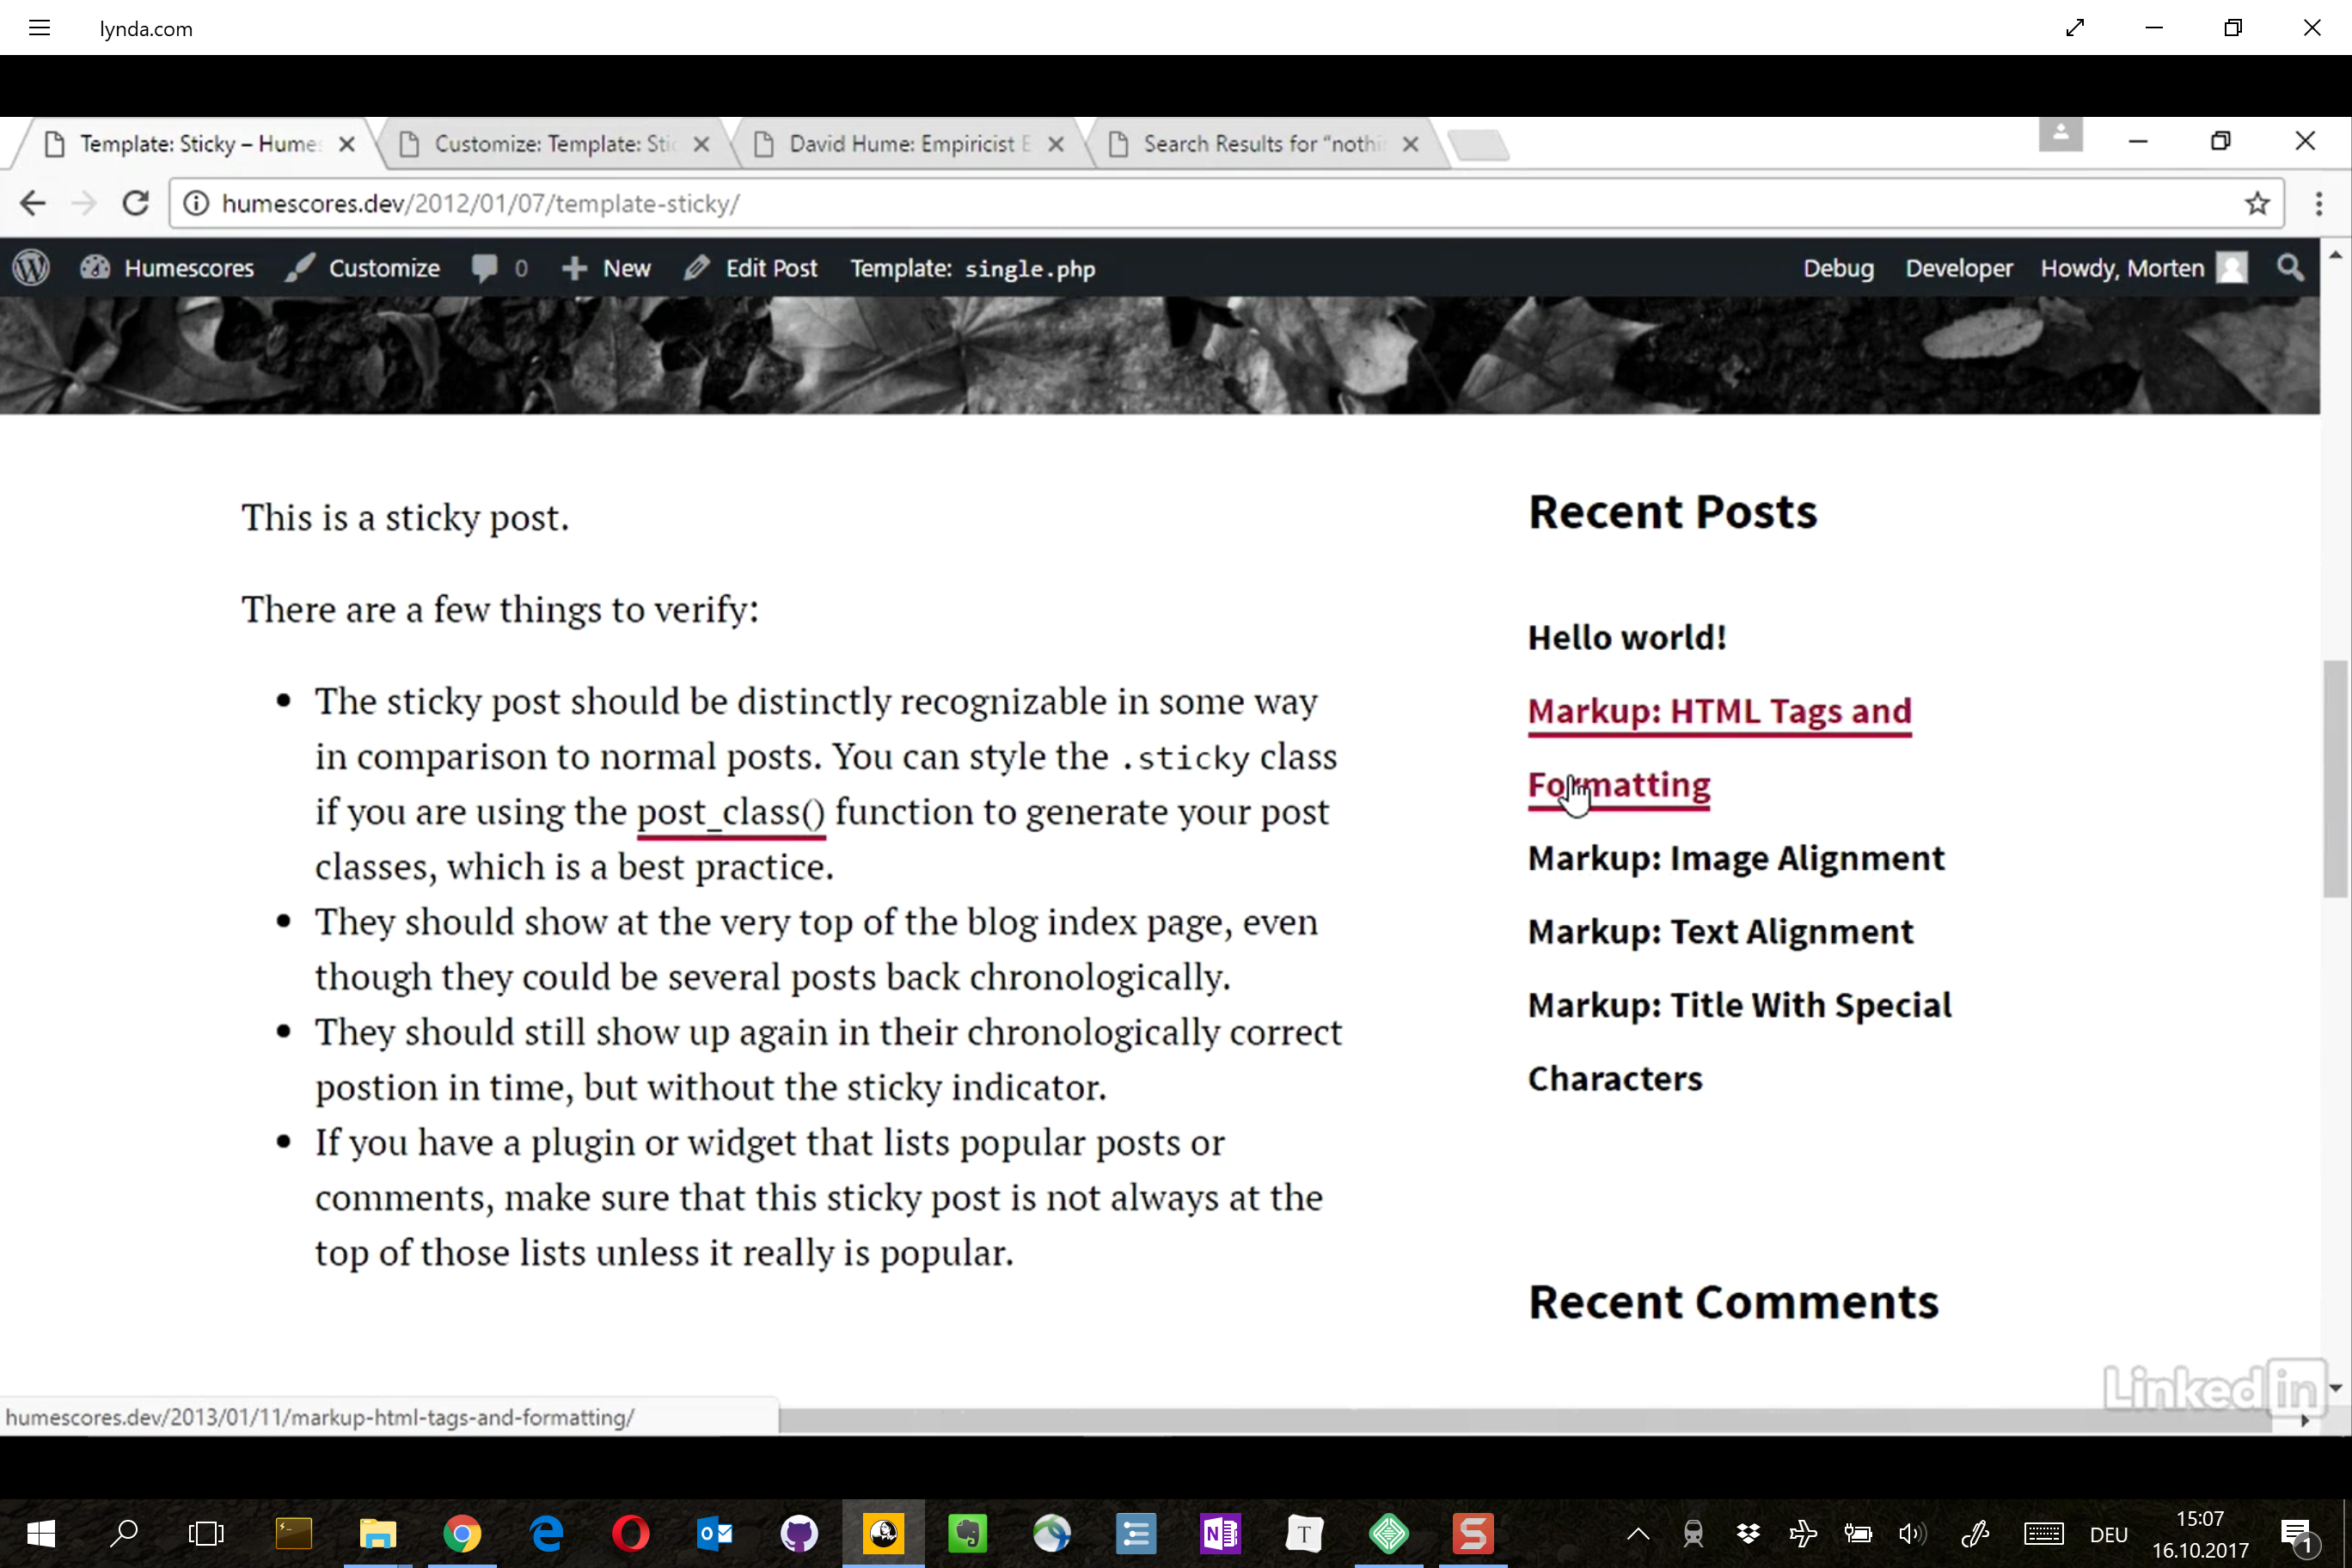 lynda.com
Template: Sticky – Humes
Customize: Template: Sti
David Hume: Empiricist E
Search Results for “nothi
humescores.dev/2012/01/07/template-sticky/
Humescores Customize 0 New Edit Post Template: single.php Debug Developer Howdy, Morten
This is a sticky post.
There are a few things to verify:
• The sticky post should be distinctly recognizable in some way
in comparison to normal posts. You can style the .sticky class
if you are using the post_class() function to generate your post
classes, which is a best practice.
• They should show at the very top of the blog index page, even
though they could be several posts back chronologically.
• They should still show up again in their chronologically correct
postion in time, but without the sticky indicator.
• If you have a plugin or widget that lists popular posts or
comments, make sure that this sticky post is not always at the
top of those lists unless it really is popular.
Recent Posts
Hello world!
Markup: HTML Tags and
Formatting
Markup: Image Alignment
Markup: Text Alignment
Markup: Title With Special
Characters
Recent Comments
Linked in
humescores.dev/2013/01/11/markup-html-tags-and-formatting/
DEU
15:07
16.10.2017
1